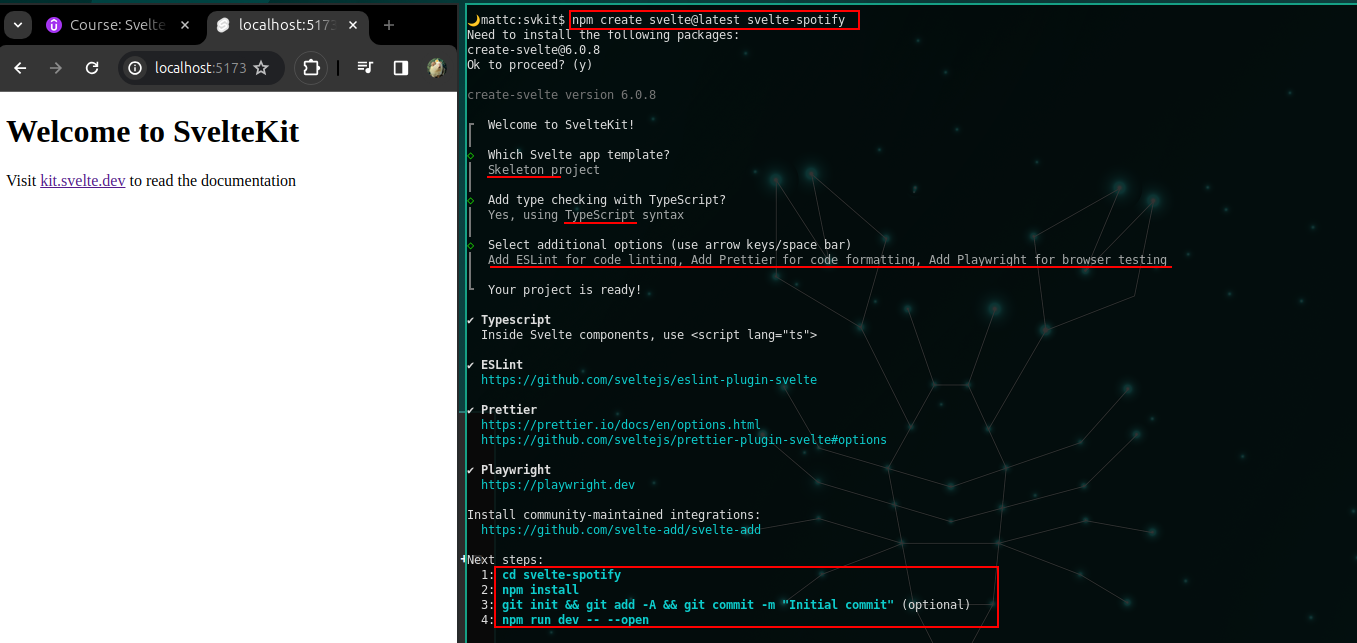 Course: Svelte
localhost:5173
localhost:5173
Welcome to SvelteKit
Visit kit.svelte.dev to read the documentation
mattc:svkit$ npm create svelte@latest svelte-spotify
Need to install the following packages:
create-svelte@6.0.8
Ok to proceed? (y)
create-svelte version 6.0.8
Welcome to SvelteKit!
Which Svelte app template?
Skeleton project
Add type checking with TypeScript?
Yes, using TypeScript syntax
Select additional options (use arrow keys/space bar)
Add ESLint for code linting, Add Prettier for code formatting, Add Playwright for browser testing
Your project is ready!
✔ Typescript
Inside Svelte components, use <script lang="ts">
✔ ESLint
https://github.com/sveltejs/eslint-plugin-svelte
✔ Prettier
https://prettier.io/docs/en/options.html
https://github.com/sveltejs/prettier-plugin-svelte#options
✔ Playwright
https://playwright.dev
Install community-maintained integrations:
https://github.com/svelte-add/svelte-add
Next steps:
1: cd svelte-spotify
2: npm install
3: git init && git add -A && git commit -m "Initial commit" (optional)
4: npm run dev -- --open